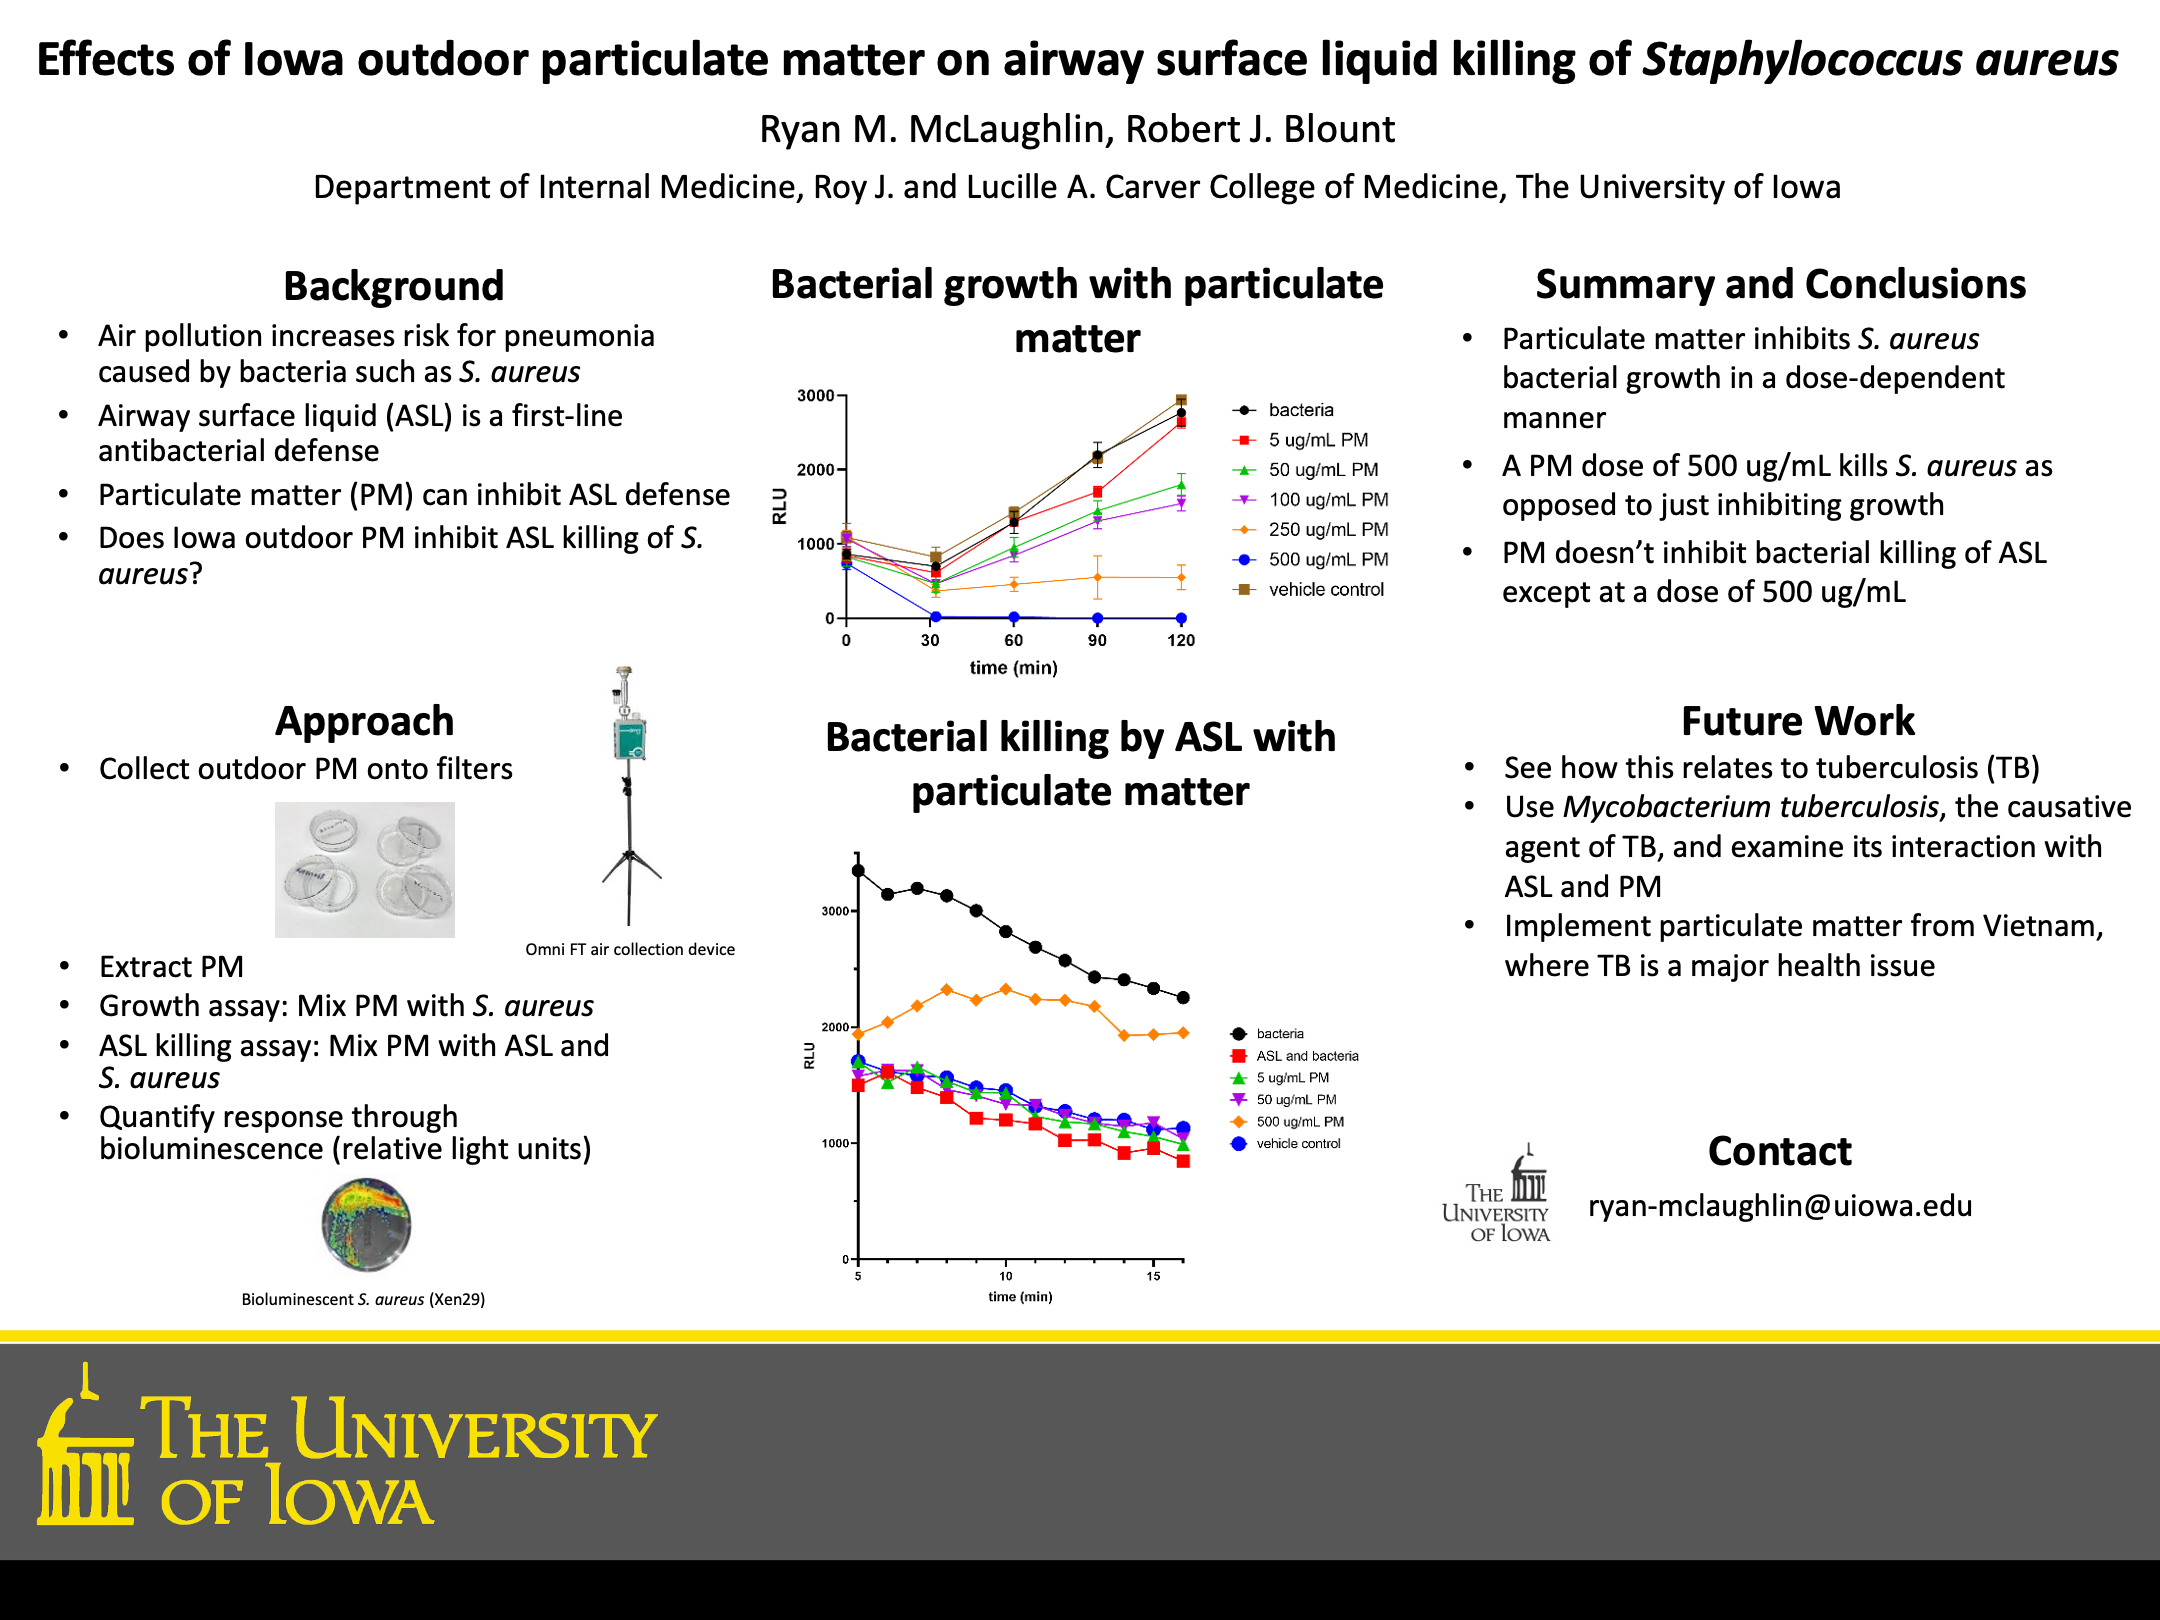 Effects of Iowa outdoor particulate matter on airway surface liquid killing of Staphylococcus aureus
Ryan M. McLaughlin, Robert J. Blount
Department of Internal Medicine, Roy J. and Lucille A. Carver College of Medicine, The University of Iowa
Background
• Air pollution increases risk for pneumonia
caused by bacteria such as S. aureus
• Airway surface liquid (ASL) is a first-line
antibacterial defense
• Particulate matter (PM) can inhibit ASL defense
• Does Iowa outdoor PM inhibit ASL killing of S.
aureus?
Approach
• Collect outdoor PM onto filters
Omni FT air collection device
• Extract PM
• Growth assay: Mix PM with S. aureus
• ASL killing assay: Mix PM with ASL and
S. aureus
• Quantify response through
bioluminescence (relative light units)
Bioluminescent S. aureus (Xen29)
Bacterial growth with particulate
matter
3000
2000
1000
0
RLU
0 30 60 90 120
time (min)
bacteria
5 ug/mL PM
50 ug/mL PM
100 ug/mL PM
250 ug/mL PM
500 ug/mL PM
vehicle control
Bacterial killing by ASL with
particulate matter
3000
2000
1000
0
RLU
5 10 15
time (min)
bacteria
ASL and bacteria
5 ug/mL PM
50 ug/mL PM
500 ug/mL PM
vehicle control
Summary and Conclusions
• Particulate matter inhibits S. aureus
bacterial growth in a dose-dependent
manner
• A PM dose of 500 ug/mL kills S. aureus as
opposed to just inhibiting growth
• PM doesn’t inhibit bacterial killing of ASL
except at a dose of 500 ug/mL
Future Work
• See how this relates to tuberculosis (TB)
• Use Mycobacterium tuberculosis, the causative
agent of TB, and examine its interaction with
ASL and PM
• Implement particulate matter from Vietnam,
where TB is a major health issue
Contact
ryan-mclaughlin@uiowa.edu
THE
UNIVERSITY
OF IOWA
THE UNIVERSITY
OF IOWA